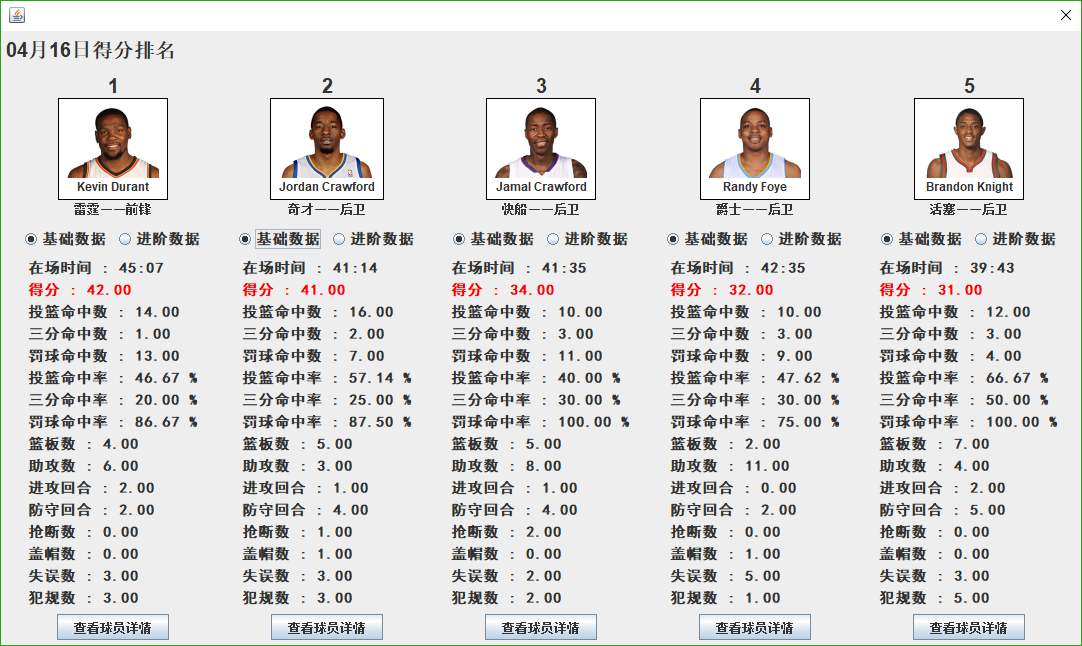 04月16日得分排名
1
Kevin Durant
雷霆——前锋
基础数据 进阶数据
在场时间 : 45:07
得分 : 42.00
投篮命中数 : 14.00
三分命中数 : 1.00
罚球命中数 : 13.00
投篮命中率 : 46.67 %
三分命中率 : 20.00 %
罚球命中率 : 86.67 %
篮板数 : 4.00
助攻数 : 6.00
进攻回合 : 2.00
防守回合 : 2.00
抢断数 : 0.00
盖帽数 : 0.00
失误数 : 3.00
犯规数 : 3.00
查看球员详情
2
Jordan Crawford
奇才——后卫
基础数据 进阶数据
在场时间 : 41:14
得分 : 41.00
投篮命中数 : 16.00
三分命中数 : 2.00
罚球命中数 : 7.00
投篮命中率 : 57.14 %
三分命中率 : 25.00 %
罚球命中率 : 87.50 %
篮板数 : 5.00
助攻数 : 3.00
进攻回合 : 1.00
防守回合 : 4.00
抢断数 : 1.00
盖帽数 : 1.00
失误数 : 3.00
犯规数 : 3.00
查看球员详情
3
Jamal Crawford
快船——后卫
基础数据 进阶数据
在场时间 : 41:35
得分 : 34.00
投篮命中数 : 10.00
三分命中数 : 3.00
罚球命中数 : 11.00
投篮命中率 : 40.00 %
三分命中率 : 30.00 %
罚球命中率 : 100.00 %
篮板数 : 5.00
助攻数 : 8.00
进攻回合 : 1.00
防守回合 : 4.00
抢断数 : 2.00
盖帽数 : 0.00
失误数 : 2.00
犯规数 : 2.00
查看球员详情
4
Randy Foye
爵士——后卫
基础数据 进阶数据
在场时间 : 42:35
得分 : 32.00
投篮命中数 : 10.00
三分命中数 : 3.00
罚球命中数 : 9.00
投篮命中率 : 47.62 %
三分命中率 : 30.00 %
罚球命中率 : 75.00 %
篮板数 : 2.00
助攻数 : 11.00
进攻回合 : 0.00
防守回合 : 2.00
抢断数 : 0.00
盖帽数 : 1.00
失误数 : 5.00
犯规数 : 1.00
查看球员详情
5
Brandon Knight
活塞——后卫
基础数据 进阶数据
在场时间 : 39:43
得分 : 31.00
投篮命中数 : 12.00
三分命中数 : 3.00
罚球命中数 : 4.00
投篮命中率 : 66.67 %
三分命中率 : 50.00 %
罚球命中率 : 100.00 %
篮板数 : 7.00
助攻数 : 4.00
进攻回合 : 2.00
防守回合 : 5.00
抢断数 : 0.00
盖帽数 : 0.00
失误数 : 3.00
犯规数 : 5.00
查看球员详情